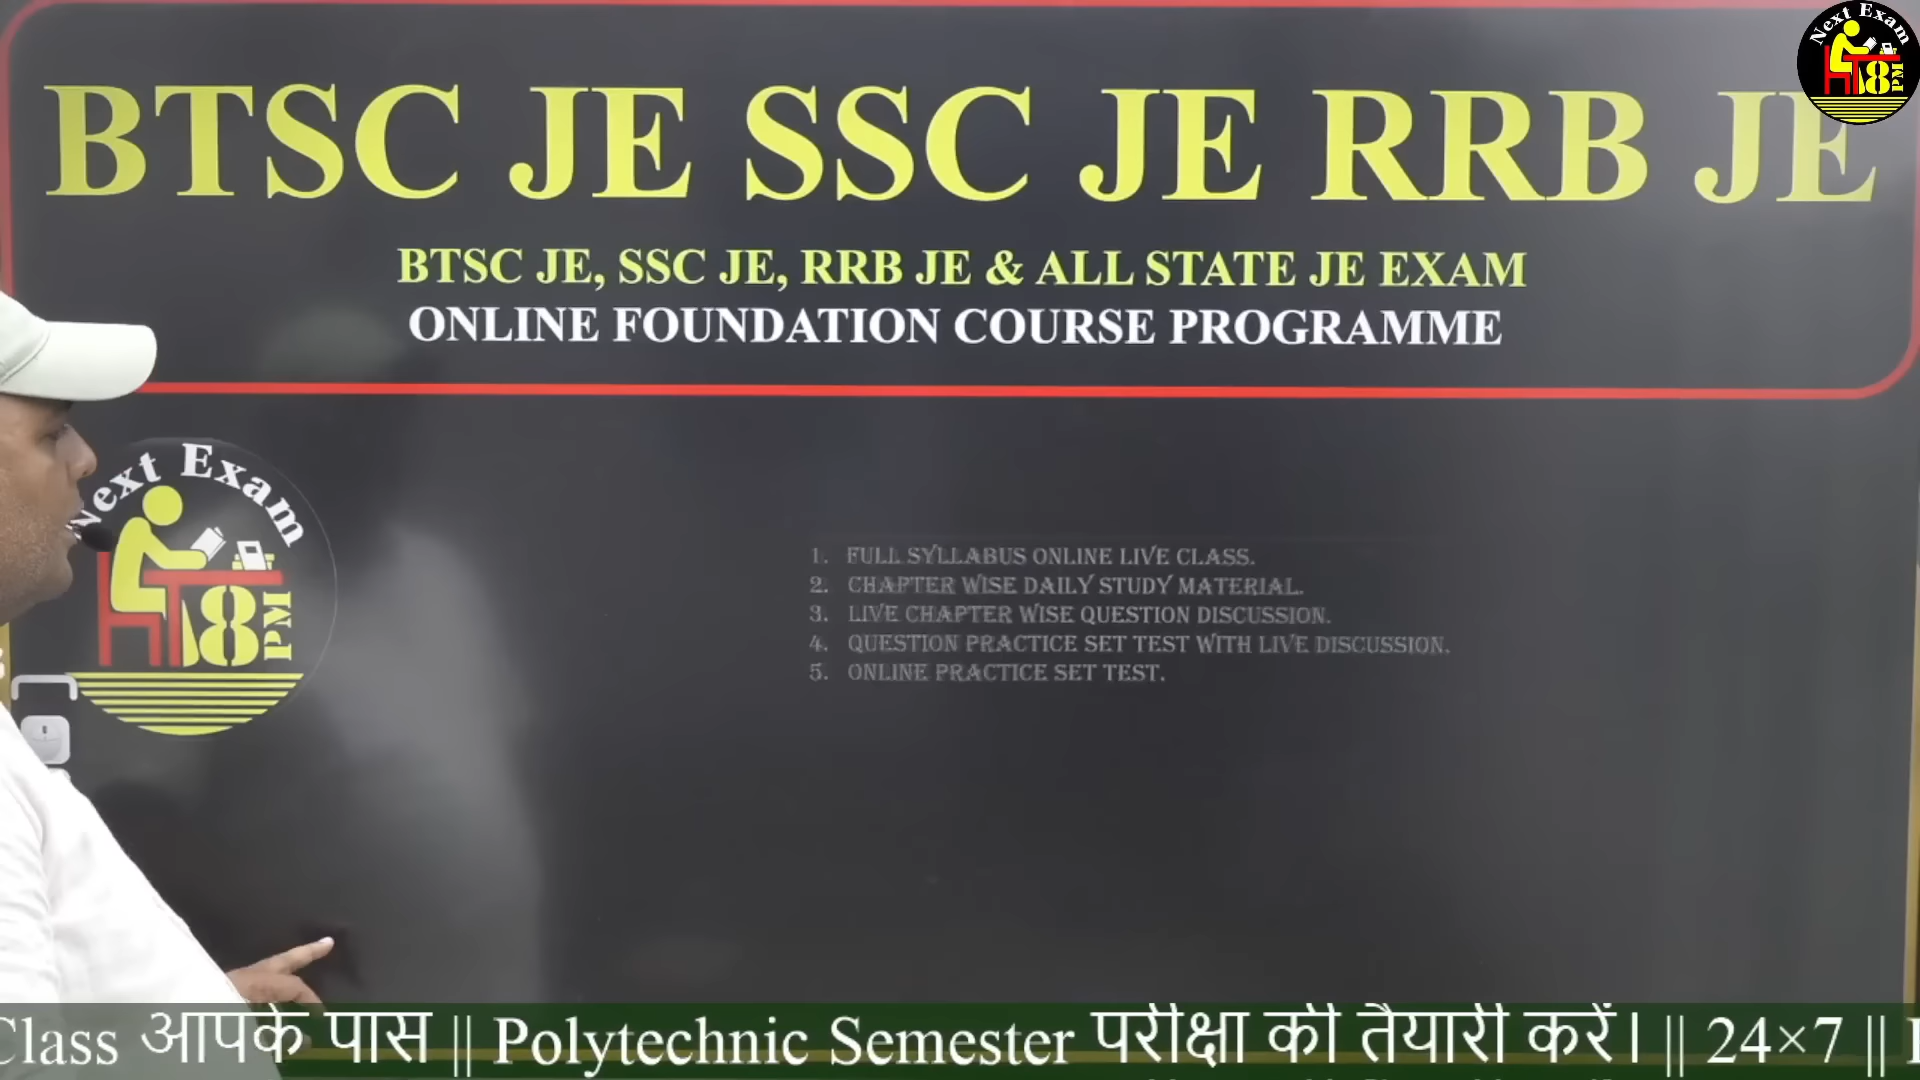 Next Exam
8 PM
BTSC JE SSC JE RRB JE
BTSC JE, SSC JE, RRB JE & ALL STATE JE EXAM
ONLINE FOUNDATION COURSE PROGRAMME
Next Exam
8 PM
1. FULL SYLLABUS ONLINE LIVE CLASS.
2. CHAPTER WISE DAILY STUDY MATERIAL.
3. LIVE CHAPTER WISE QUESTION DISCUSSION.
4. QUESTION PRACTICE SET TEST WITH LIVE DISCUSSION.
5. ONLINE PRACTICE SET TEST.
Class आपके पास || Polytechnic Semester परीक्षा की तैयारी करें। || 24×7 ||